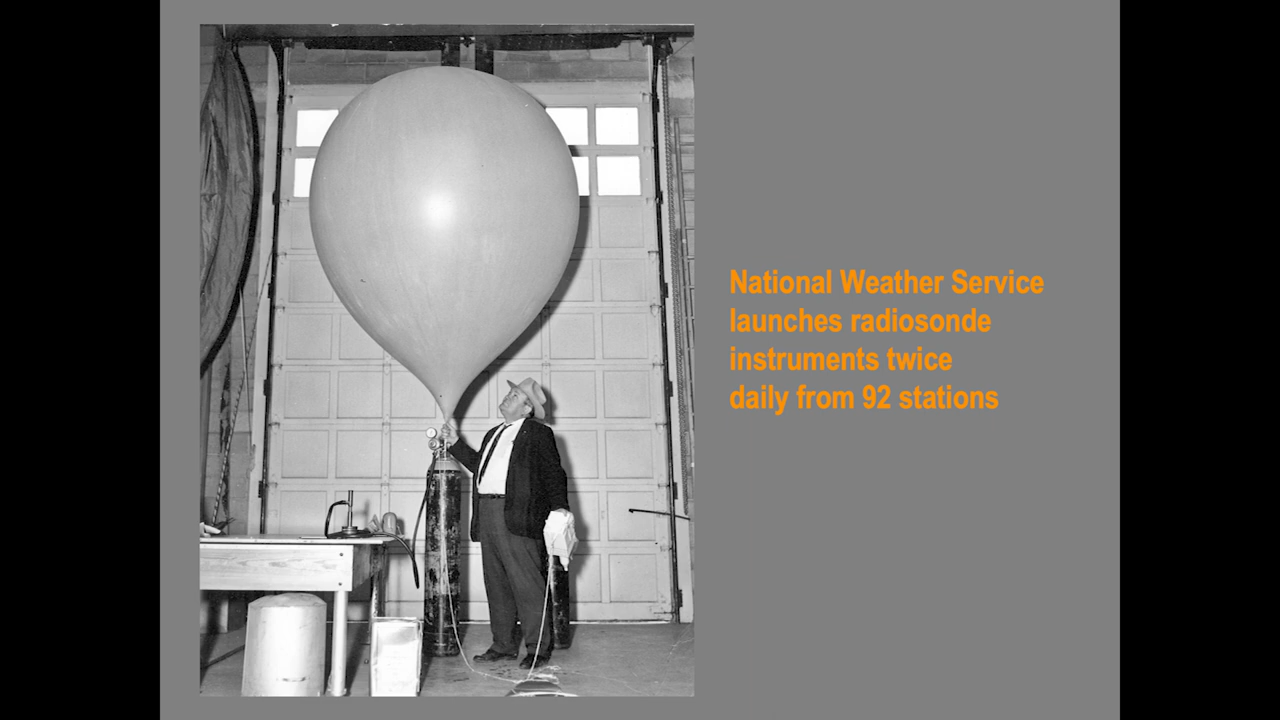 National Weather Service
launches radiosonde
instruments twice
daily from 92 stations